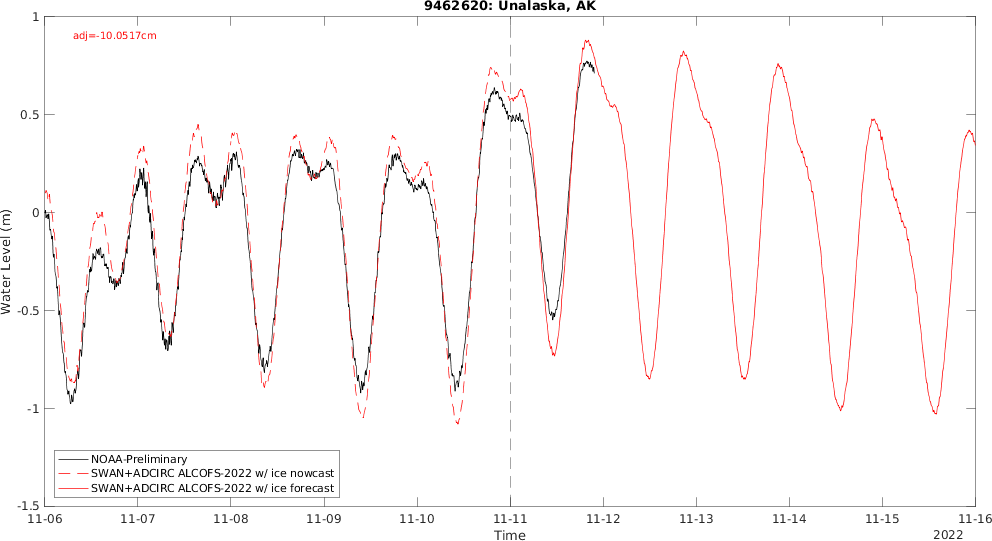 9462620: Unalaska, AK
adj=-10.0517cm
1
0.5
0
-0.5
-1
-1.5
Water Level (m)
NOAA-Preliminary
SWAN+ADCIRC ALCOFS-2022 w/ ice nowcast
SWAN+ADCIRC ALCOFS-2022 w/ ice forecast
11-06 11-07 11-08 11-09 11-10 11-11 11-12 11-13 11-14 11-15 11-16
Time
2022